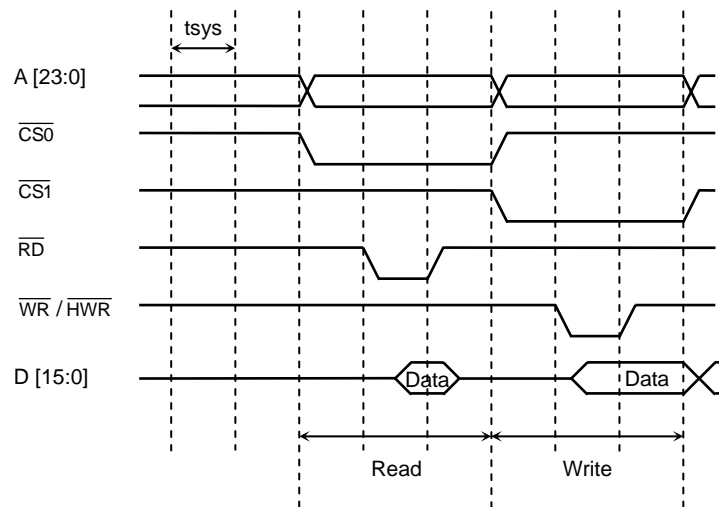 tsys
A [23:0]
CS0
CS1
RD
WR / HWR
D [15:0]
Data
Data
Read
Write